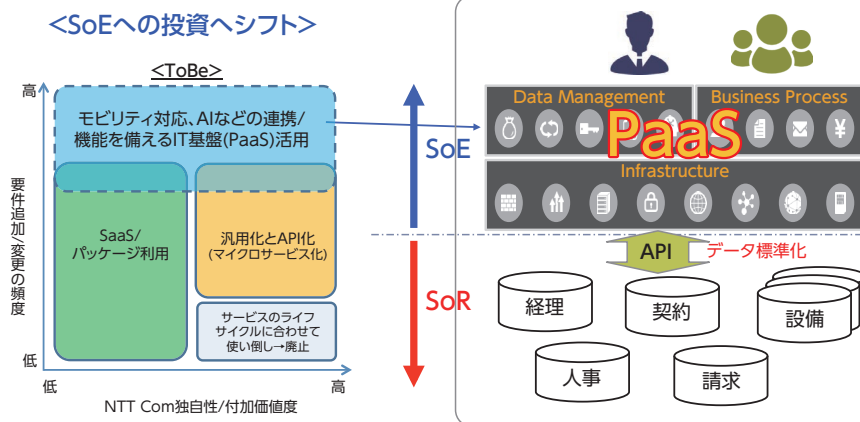 <SoEへの投資へシフト>
<ToBe>
高
モビリティ対応、AIなどの連携/
機能を備えるIT基盤(PaaS)活用
SaaS/
パッケージ利用
汎用化とAPI化
(マイクロサービス化)
サービスのライフ
サイクルに合わせて
使い倒し→廃止
要件追加・変更の頻度
低
低
高
NTT Com独自性/付加価値度
SoE
SoR
Data Management
Business Process
PaaS
¥
Infrastructure
API
データ標準化
経理
契約
設備
人事
請求